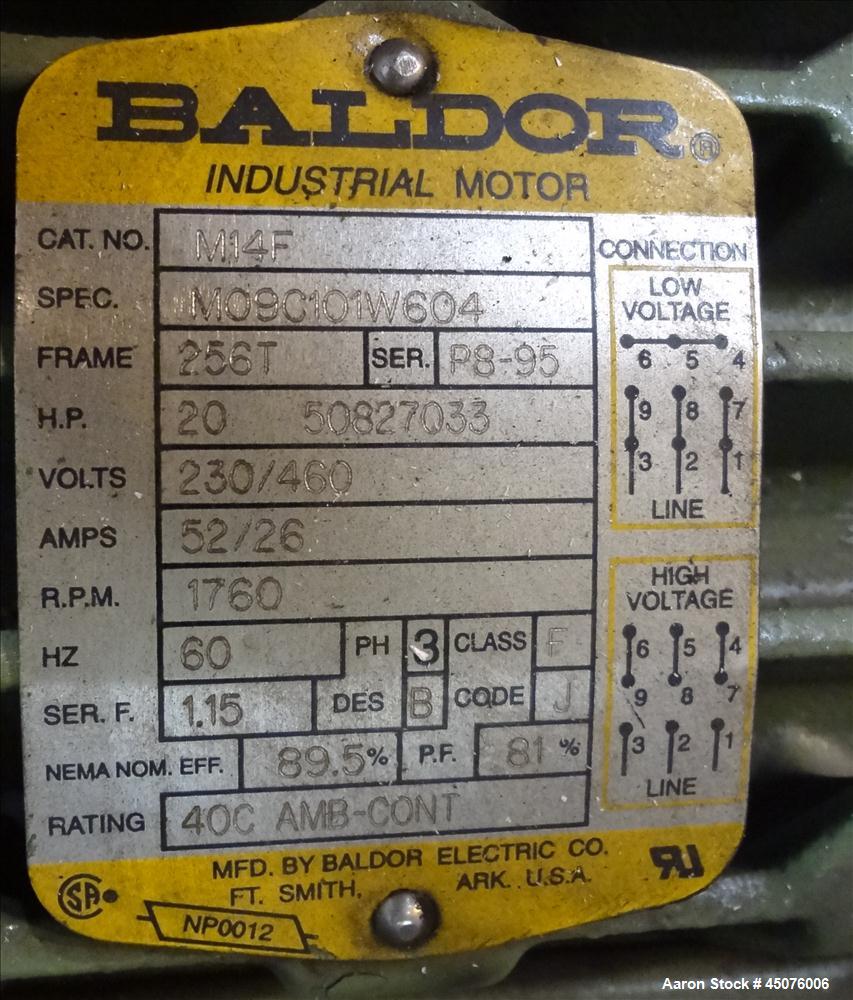 BALDOR®
INDUSTRIAL MOTOR
CAT. NO. M14F
SPEC. M09C101W604
FRAME 256T SER. P8-95
H.P. 20 50827033
VOLTS 230/460
AMPS 52/26
R.P.M. 1760
HZ 60 PH 3 CLASS F
SER. F. 1.15 DES B CODE J
NEMA NOM. EFF. 89.5% P.F. 81 %
RATING 40C AMB-CONT
CONNECTION
LOW
VOLTAGE
6 5 4
9 8 7
3 2 1
LINE
HIGH
VOLTAGE
6 5 4
9 8 7
3 2 1
LINE
MFD. BY BALDOR ELECTRIC CO.
FT. SMITH, ARK. U.S.A.
SA
NP0012
RU
Aaron Stock # 45076006